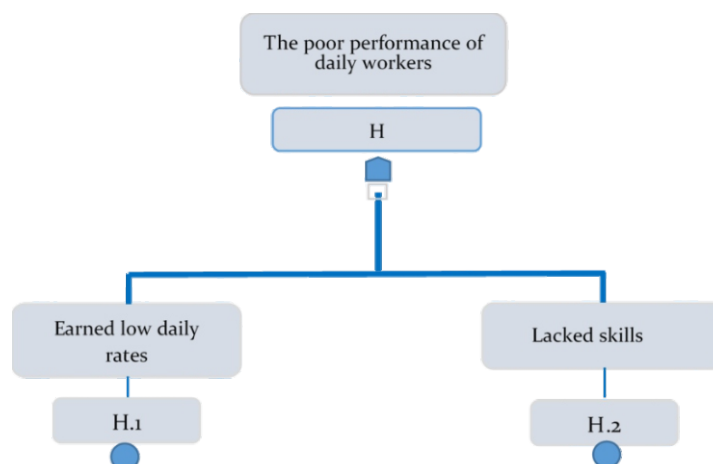 The poor performance of
daily workers
H
Earned low daily
rates
Lacked skills
H.1
H.2